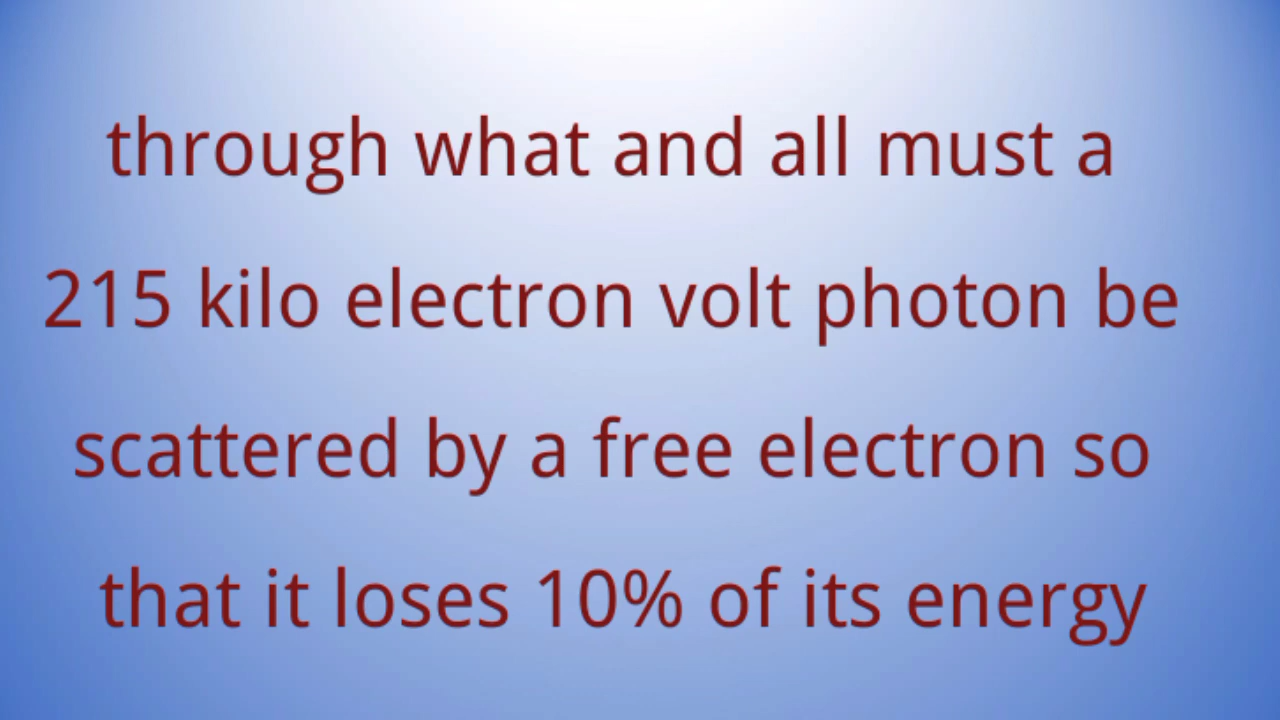 through what and all must a
215 kilo electron volt photon be
scattered by a free electron so
that it loses 10% of its energy